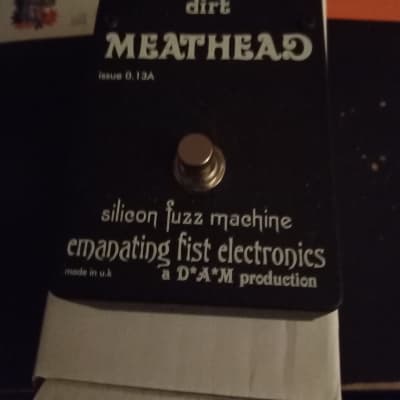 dirt
MEATHEAD
issue 0.13A
silicon fuzz machine
emanating fist electronics
made in u.k
a D*A*M production